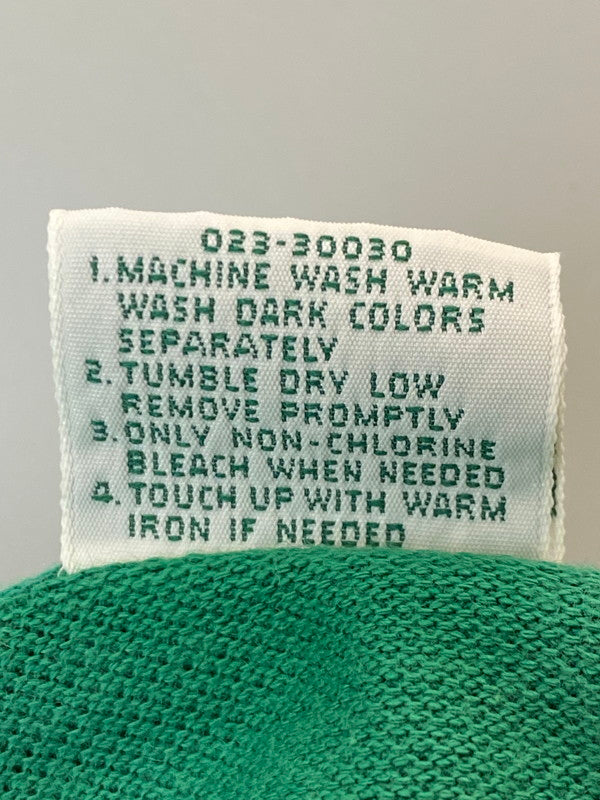 023-30030
1. MACHINE WASH WARM
WASH DARK COLORS
SEPARATELY
2. TUMBLE DRY LOW
REMOVE PROMPTLY
3. ONLY NON-CHLORINE
BLEACH WHEN NEEDED
4. TOUCH UP WITH WARM
IRON IF NEEDED